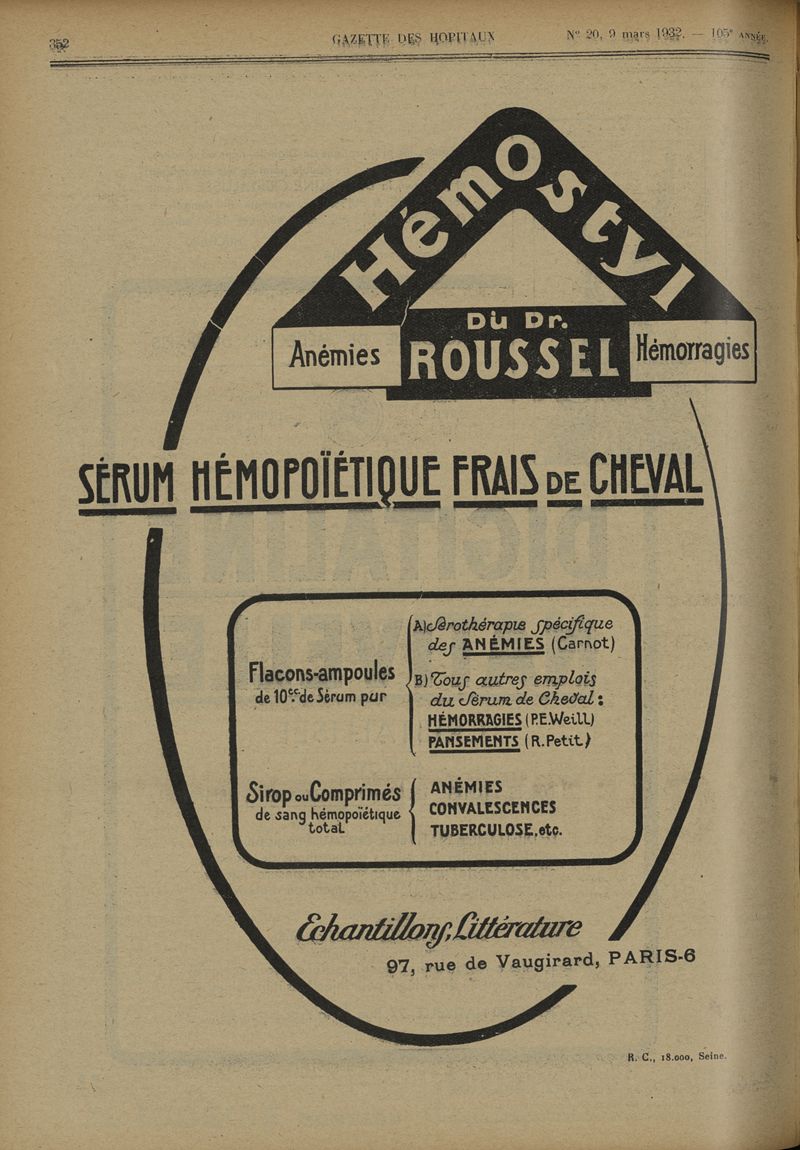 352
GAZETTE DES HOPITAUX
N° 20, 9 mars 1932. — 105e ANNÉE.
Hémostyl
Du Dr.
ROUSSEL
Anémies
Hémorragies
SÉRUM HÉMOPOÏÉTIQUE FRAIS DE CHEVAL
Flacons-ampoules
de 10cc de Sérum pur
A) Sérothérapie spécifique
des ANÉMIES (Carnot)
B) Tous autres emplois
du Sérum de Cheval :
HÉMORRAGIES (P.E.Weill)
PANSEMENTS (R.Petit)
Sirop ou Comprimés
de sang hémopoïétique
total
ANÉMIES
CONVALESCENCES
TUBERCULOSE, etc.
Echantillons, Littérature
97, rue de Vaugirard, PARIS-6
R. C., 18.000, Seine.